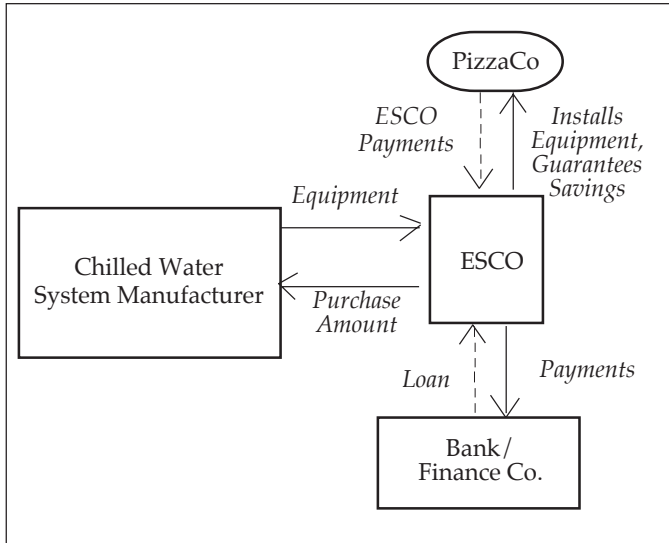 PizzaCo
ESCO
Payments
Installs
Equipment,
Guarantees
Savings
Equipment
Chilled Water
System Manufacturer
ESCO
Purchase
Amount
Loan
Payments
Bank/
Finance Co.